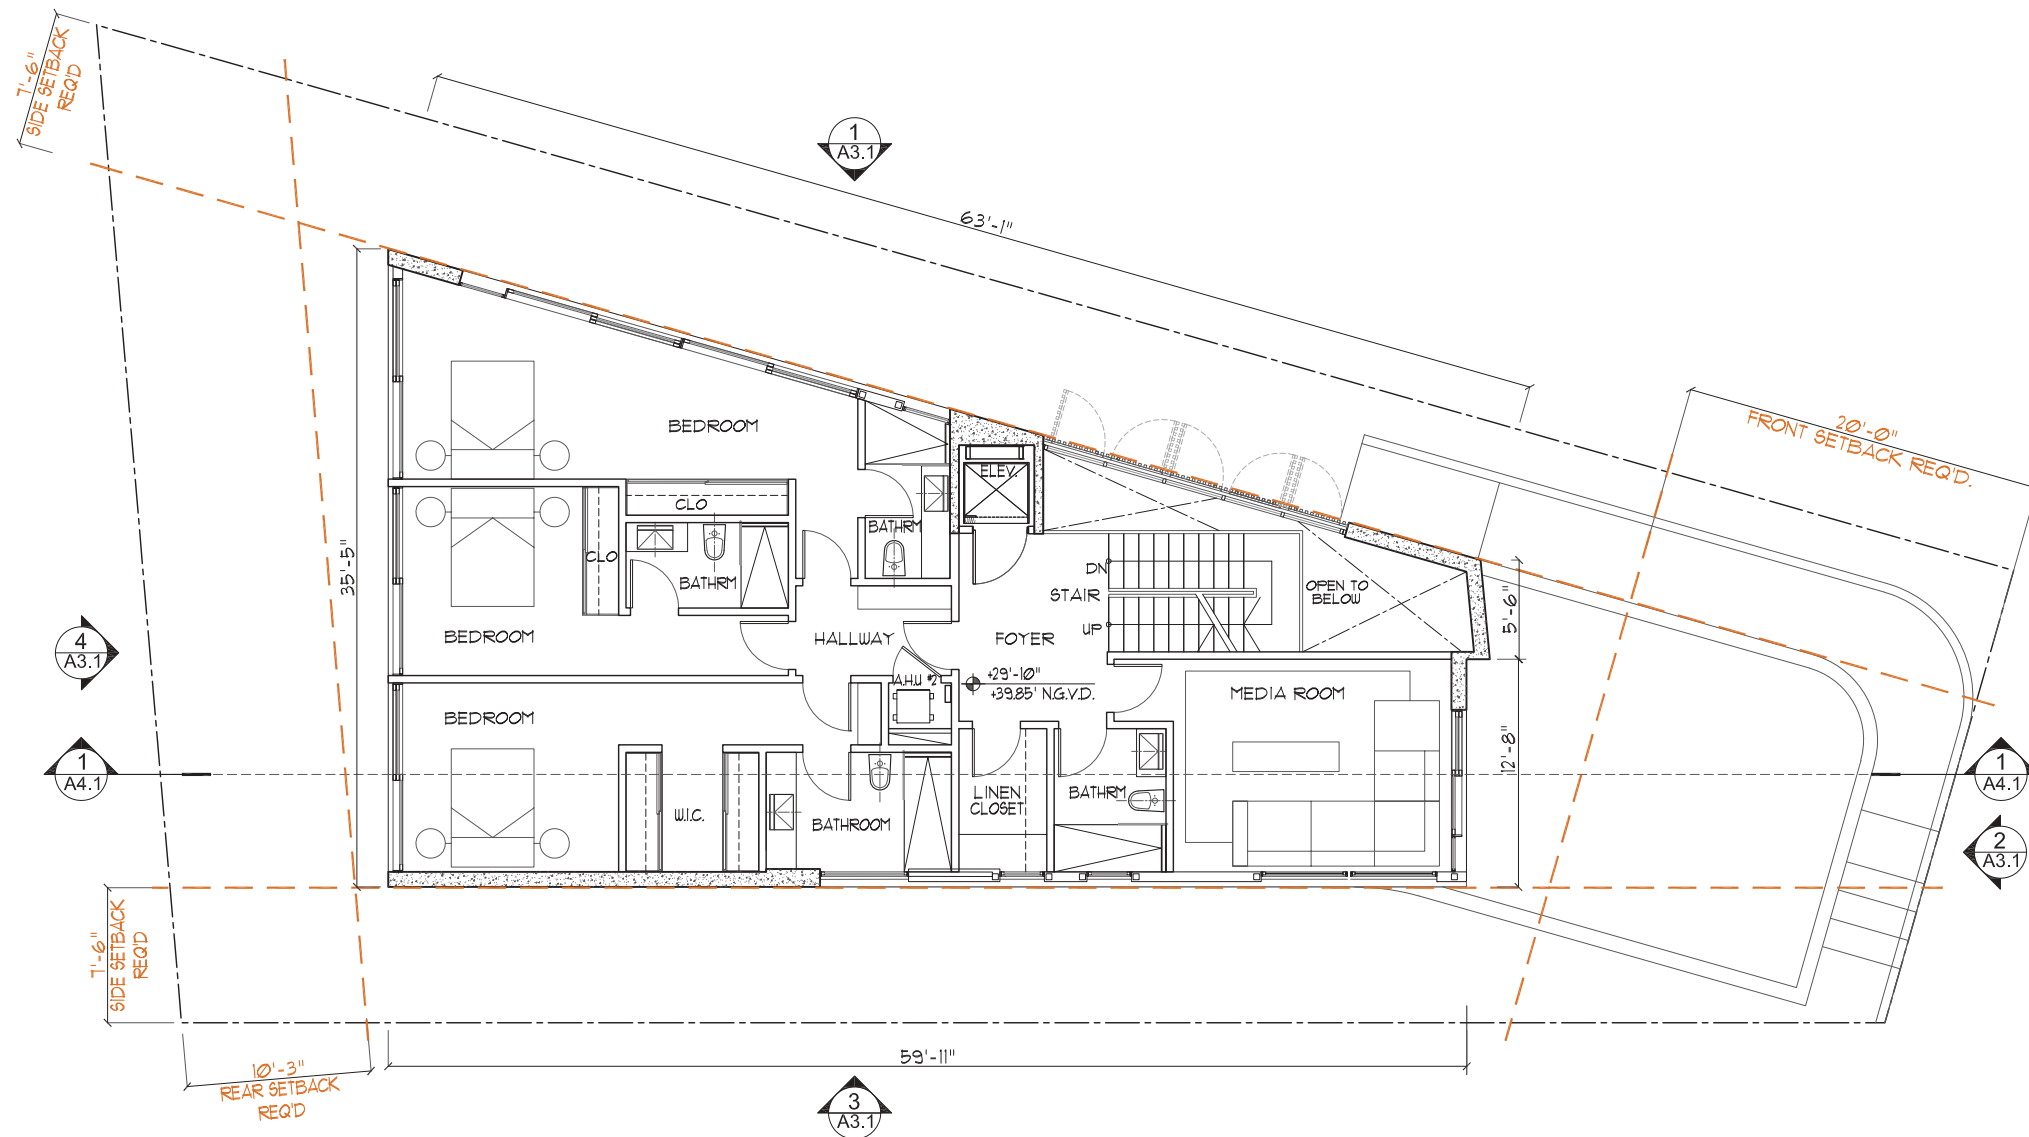 7'-6"
SIDE SETBACK
REQ'D
1
A3.1
63'-1"
20'-0"
FRONT SETBACK REQ'D.
35'-5"
BEDROOM
ELEV.
CLO
BATHRM
CLO
BATHRM
DN
STAIR
UP
OPEN TO
BELOW
5'-6"
BEDROOM
HALLWAY
FOYER
4
A3.1
A.H.U #2
+29'-10"
+39.85' N.G.V.D.
MEDIA ROOM
BEDROOM
12'-8"
1
A4.1
1
A4.1
W.I.C.
BATHROOM
LINEN
CLOSET
BATHRM
2
A3.1
7'-6"
SIDE SETBACK
REQ'D
59'-11"
10'-3"
REAR SETBACK
REQ'D
3
A3.1